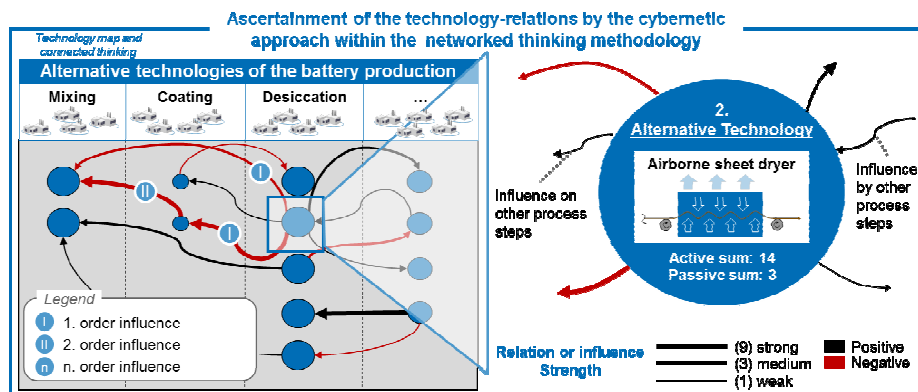 Ascertainment of the technology-relations by the cybernetic
approach within the networked thinking methodology
Technology map and
connected thinking
Alternative technologies of the battery production
Mixing
Coating
Desiccation
...
I
II
I
Legend
I 1. order influence
II 2. order influence
n n. order influence
2.
Alternative Technology
Airborne sheet dryer
Active sum: 14
Passive sum: 3
Influence on
other process
steps
Influence
by other
process
steps
Relation or influence
Strength
(9) strong
(3) medium
(1) weak
Positive
Negative